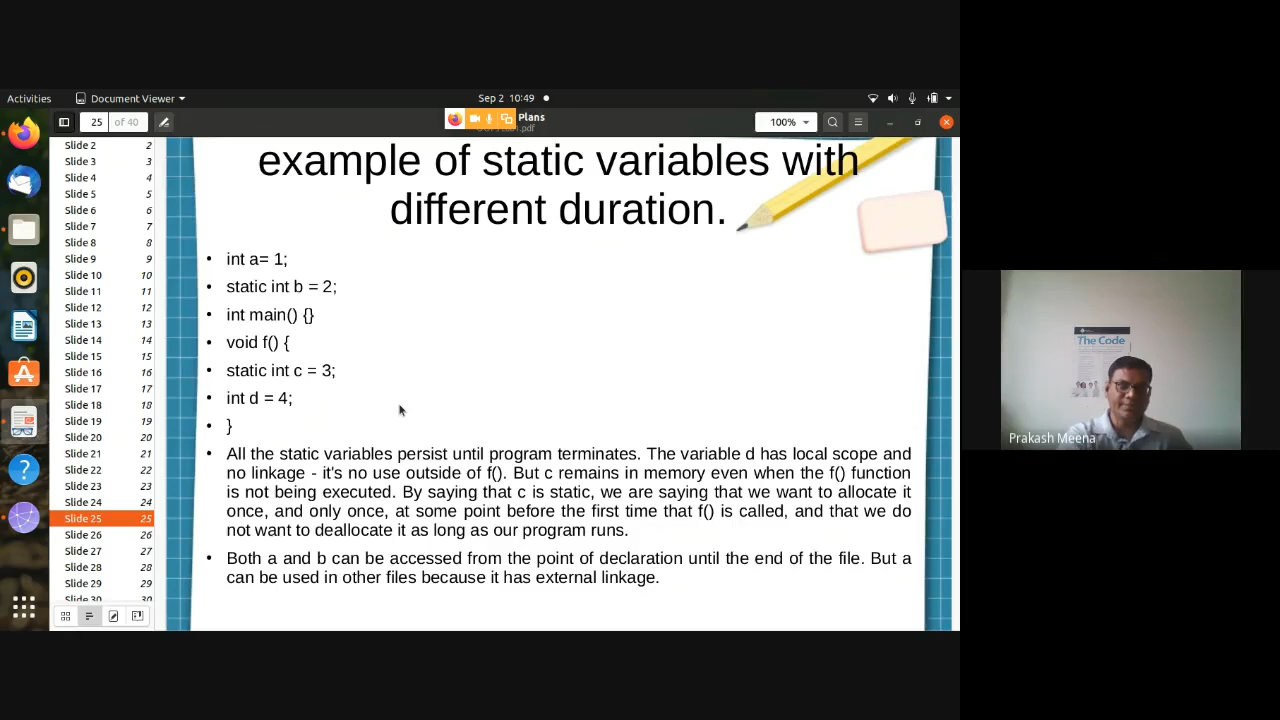 Activities
Document Viewer
Sep 2 10:49
25 of 40
Plans
.pdf
100%
Slide 2 2
Slide 3 3
Slide 4 4
Slide 5 5
Slide 6 6
Slide 7 7
Slide 8 8
Slide 9 9
Slide 10 10
Slide 11 11
Slide 12 12
Slide 13 13
Slide 14 14
Slide 15 15
Slide 16 16
Slide 17 17
Slide 18 18
Slide 19 19
Slide 20 20
Slide 21 21
Slide 22 22
Slide 23 23
Slide 24 24
Slide 25 25
Slide 26 26
Slide 27 27
Slide 28 28
Slide 29 29
Slide 30 30
example of static variables with
different duration.
• int a= 1;
• static int b = 2;
• int main() {}
• void f() {
• static int c = 3;
• int d = 4;
• }
• All the static variables persist until program terminates. The variable d has local scope and
no linkage - it's no use outside of f(). But c remains in memory even when the f() function
is not being executed. By saying that c is static, we are saying that we want to allocate it
once, and only once, at some point before the first time that f() is called, and that we do
not want to deallocate it as long as our program runs.
• Both a and b can be accessed from the point of declaration until the end of the file. But a
can be used in other files because it has external linkage.
The Code
Prakash Meena